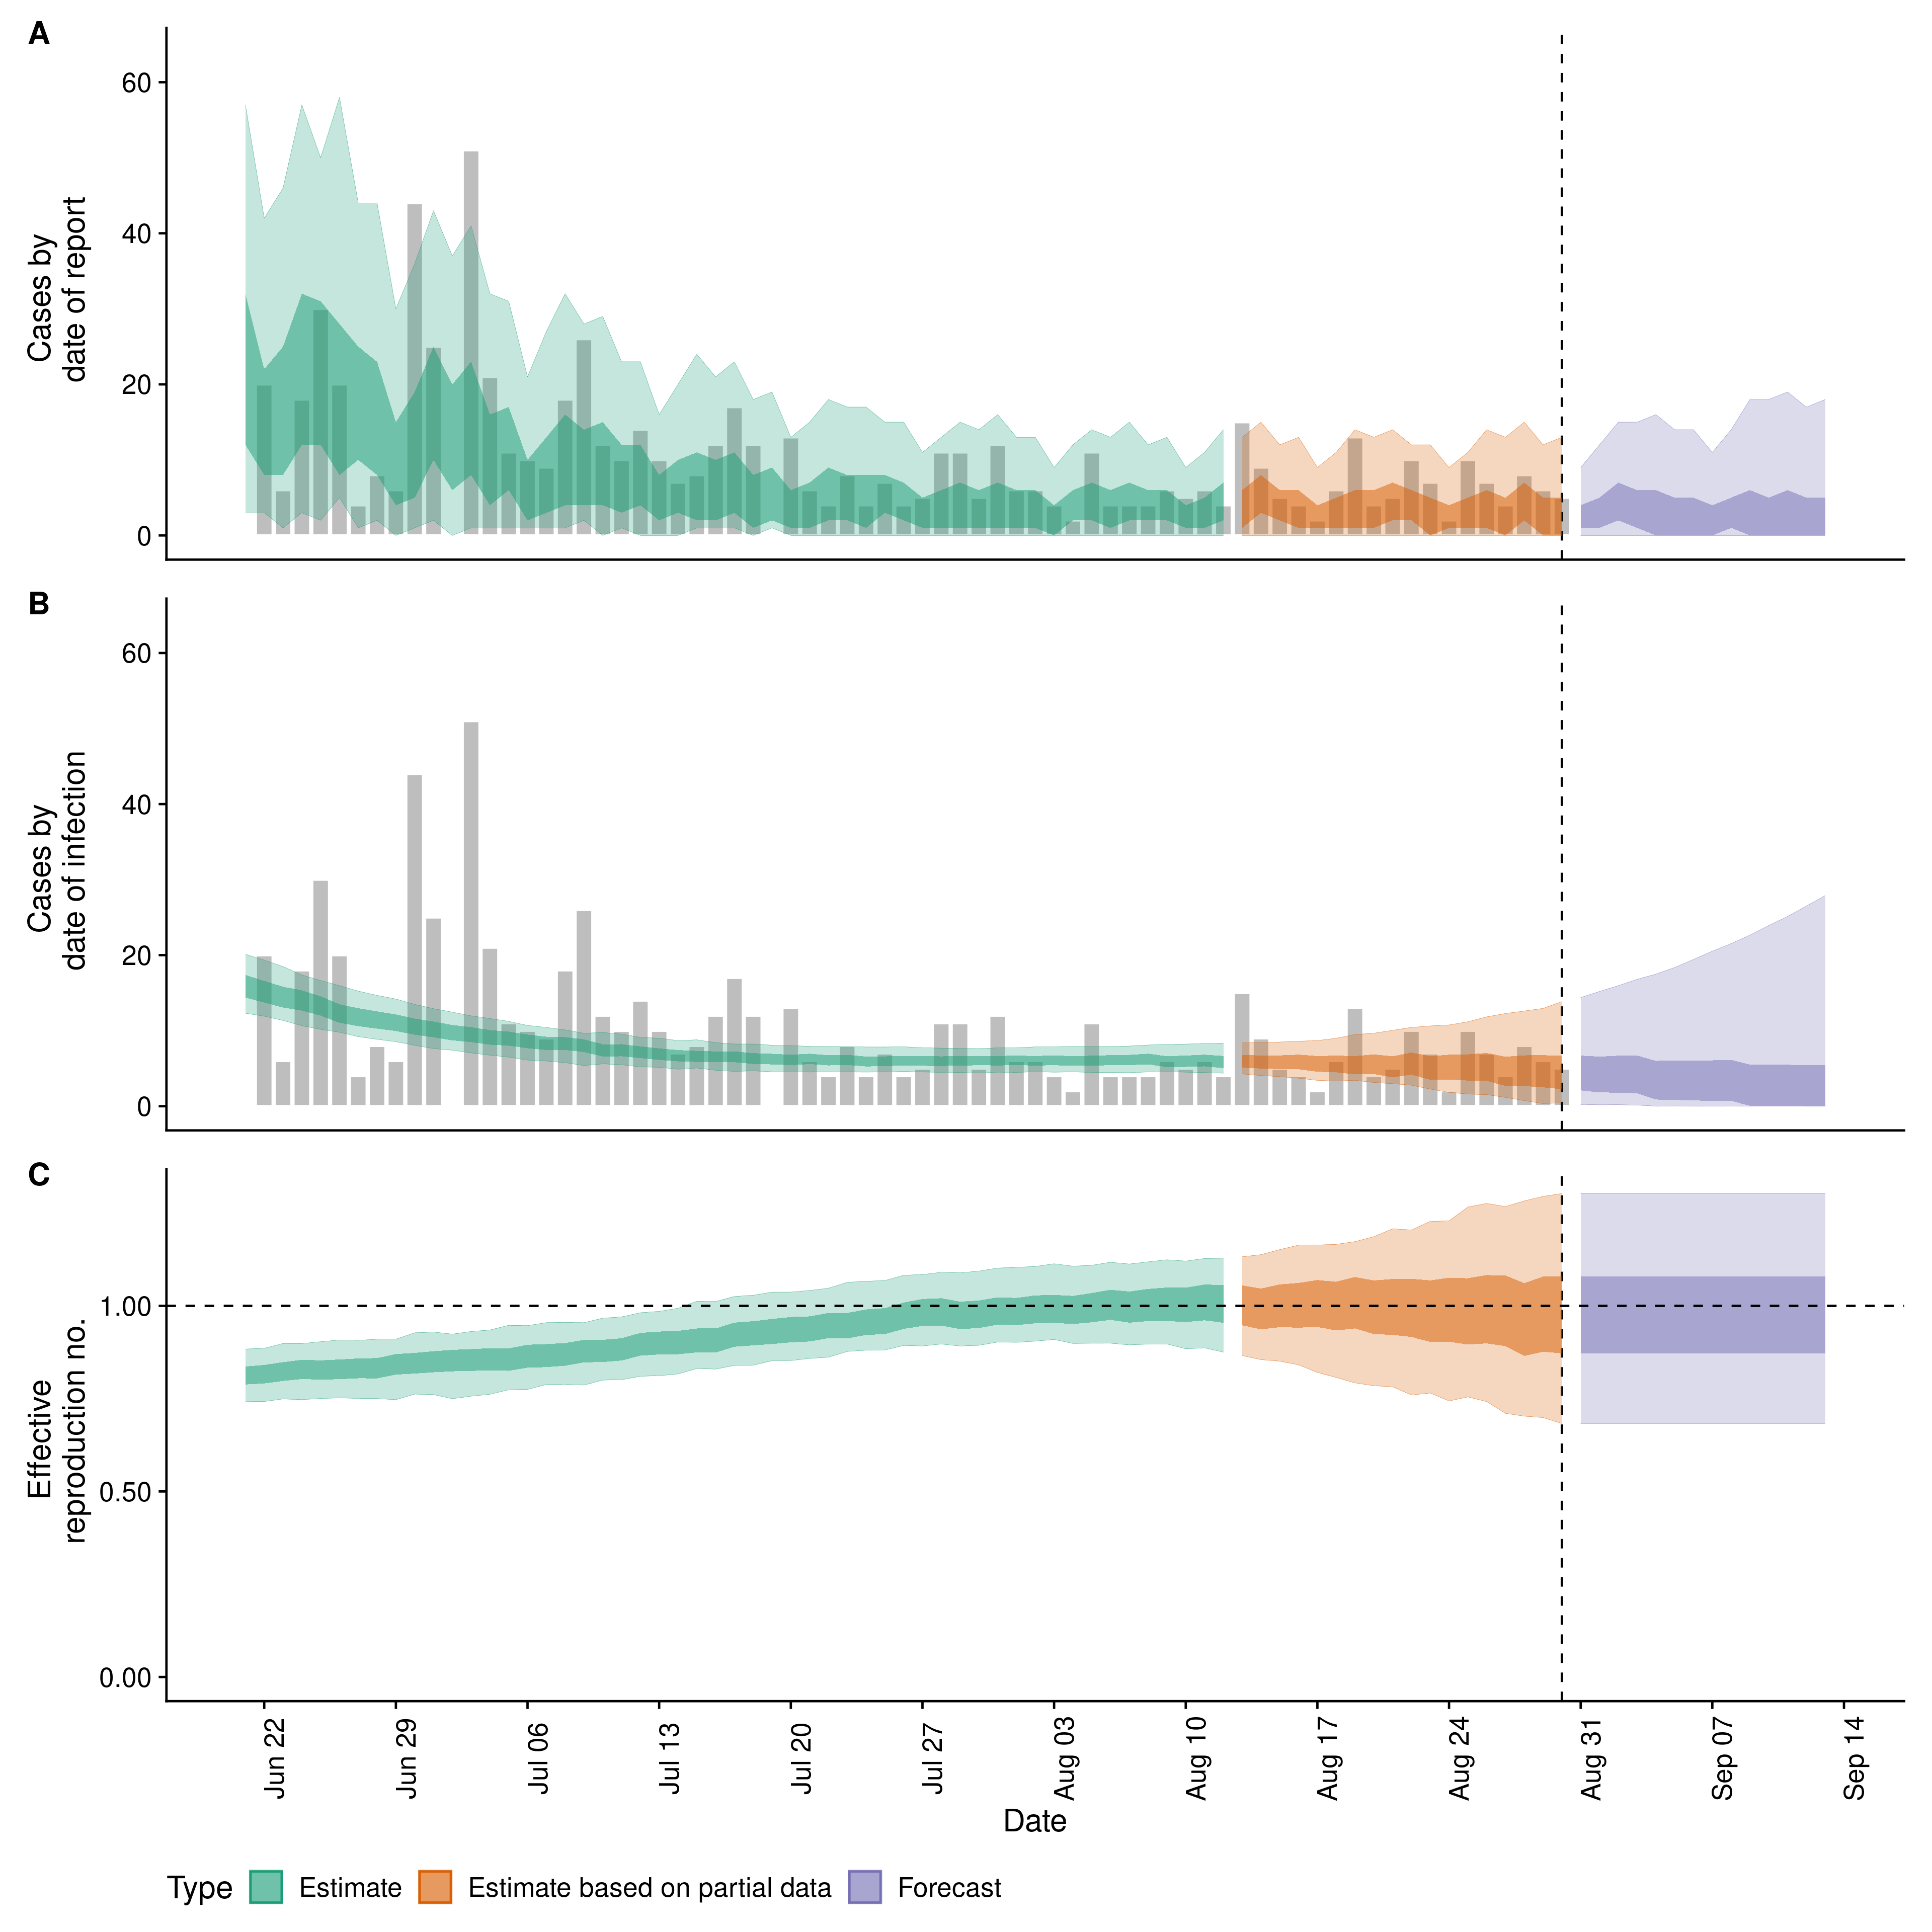 A
60
40
20
0
Cases by
date of report
B
60
40
20
0
Cases by
date of infection
C
1.00
0.50
0.00
Effective
reproduction no.
Jun 22
Jun 29
Jul 06
Jul 13
Jul 20
Jul 27
Aug 03
Aug 10
Aug 17
Aug 24
Aug 31
Sep 07
Sep 14
Date
Type Estimate Estimate based on partial data Forecast